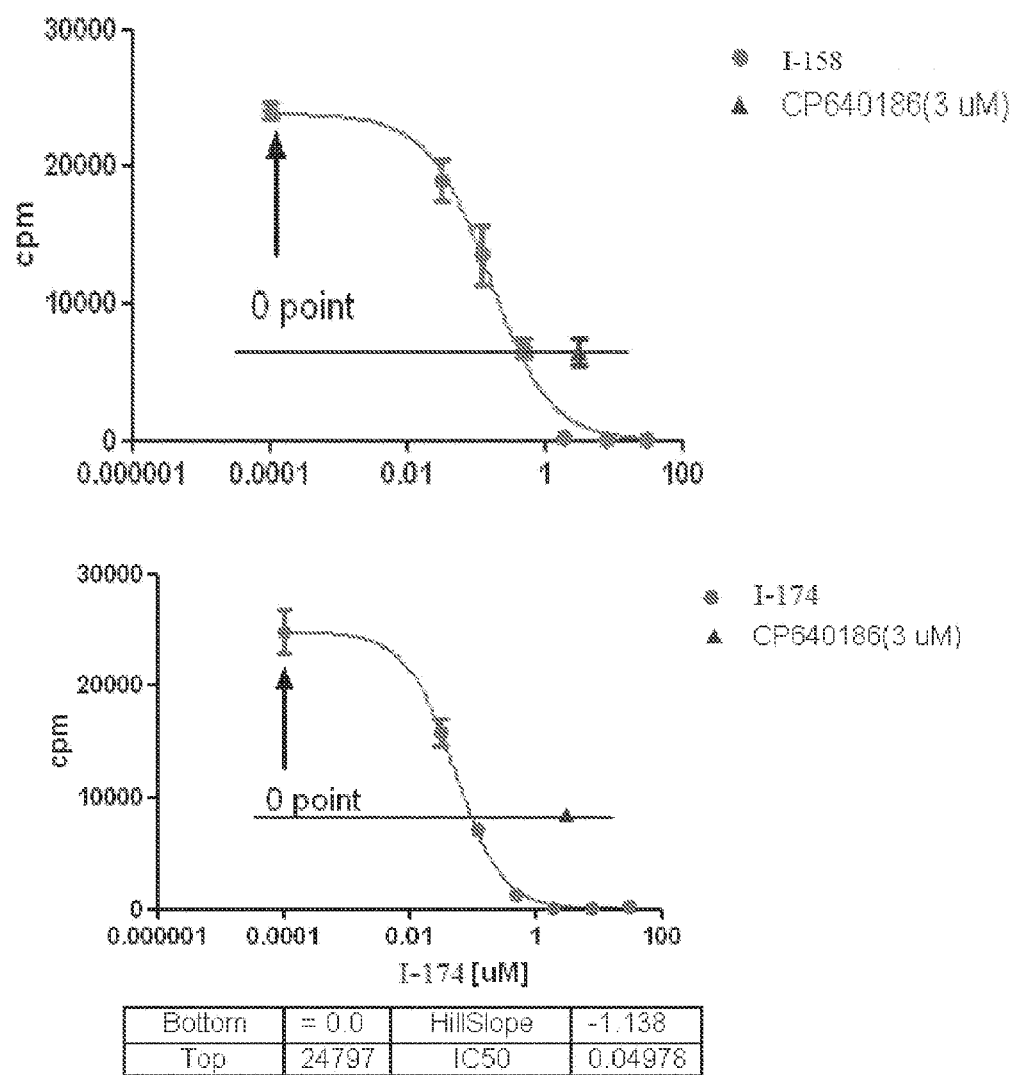 30000
20000
10000
0
cpm
0 point
0.000001 0.0001 0.01 1 100
I-158
CP640186(3 uM)
30000
20000
10000
0
cpm
0 point
0.000001 0.0001 0.01 1 100
I-174 [uM]
I-174
CP640186(3 uM)
Bottom = 0.0 HillSlope -1.138
Top 24797 IC50 0.04978